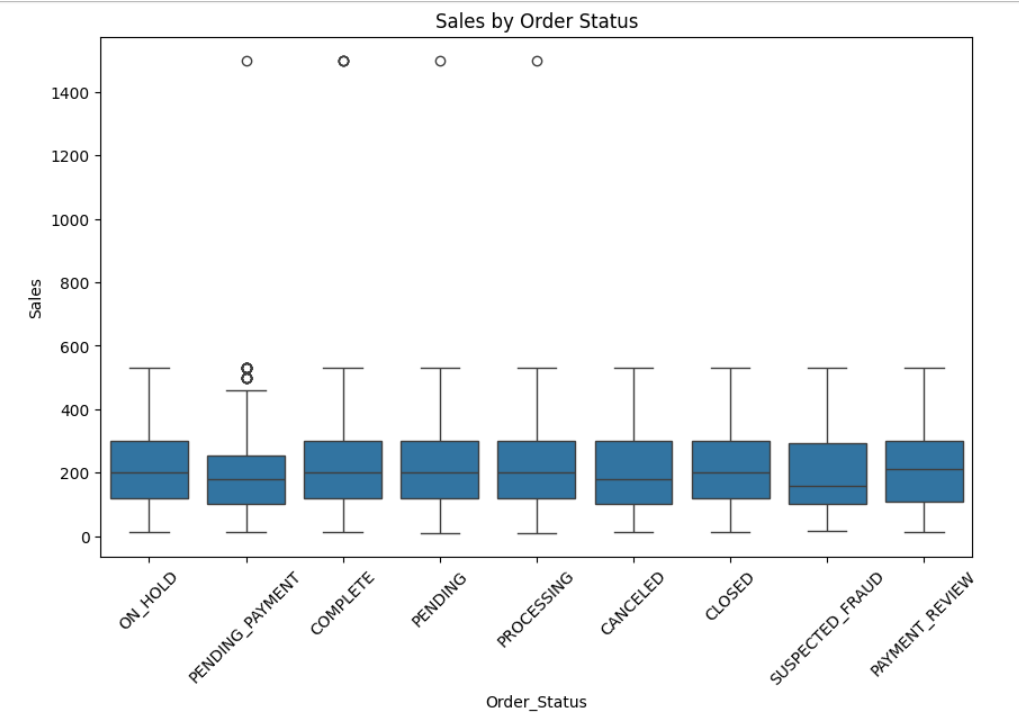 Sales by Order Status
1400
1200
1000
800
600
400
200
0
Sales
ON_HOLD
PENDING_PAYMENT
COMPLETE
PENDING
PROCESSING
CANCELED
CLOSED
SUSPECTED_FRAUD
PAYMENT_REVIEW
Order_Status